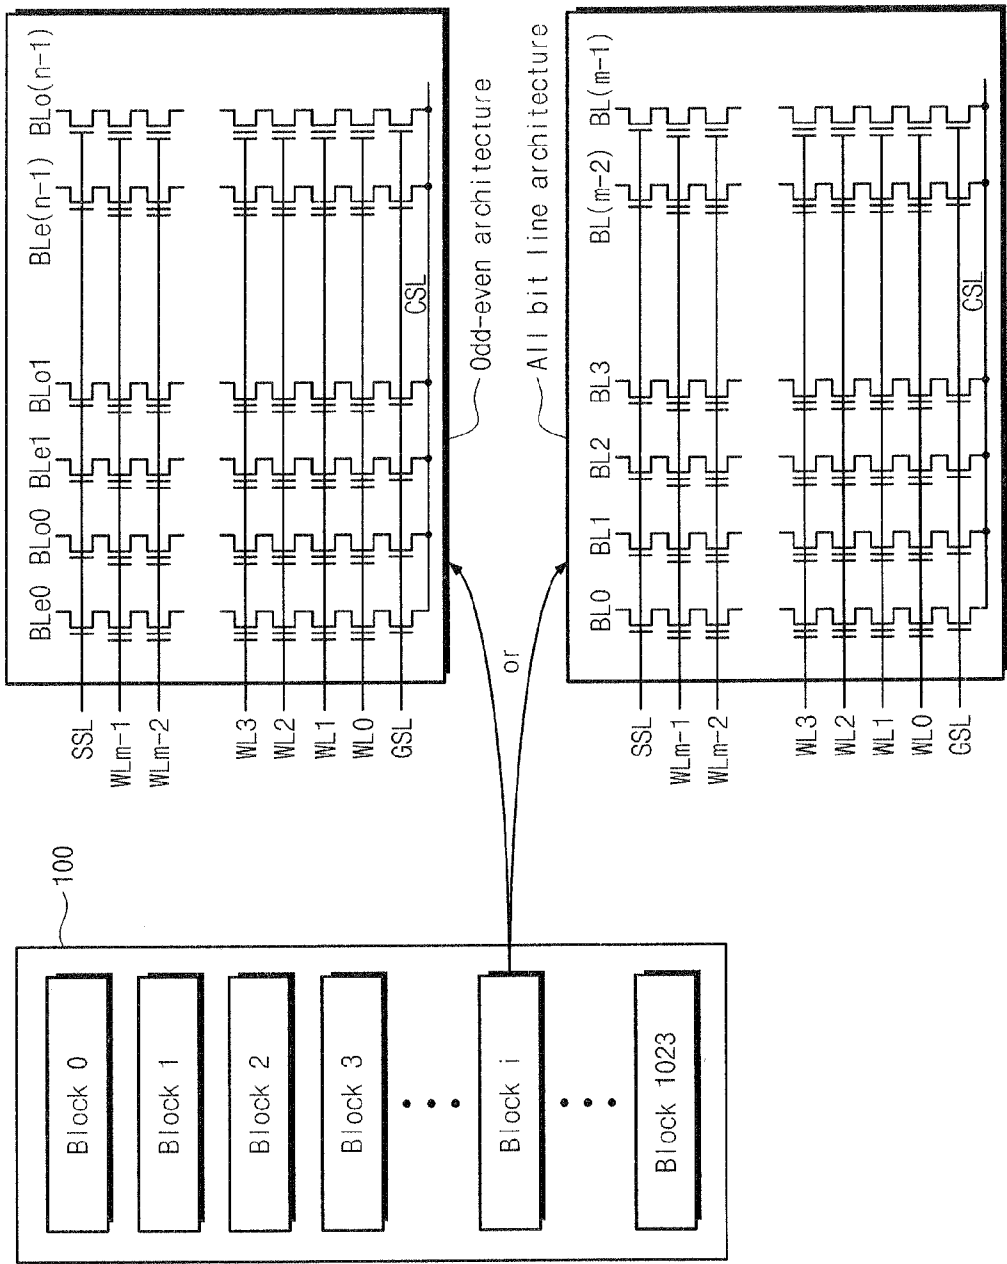 100
Block 0
Block 1
Block 2
Block 3
Block i
Block 1023
or
BLe0 BLo0 BLe1 BLo1 BLe(n-1) BLo(n-1)
SSL
WLm-1
WLm-2
WL3
WL2
WL1
WL0
GSL
CSL
Odd-even architecture
All bit line architecture
BL0 BL1 BL2 BL3 BL(m-2) BL(m-1)
SSL
WLm-1
WLm-2
WL3
WL2
WL1
WL0
GSL
CSL